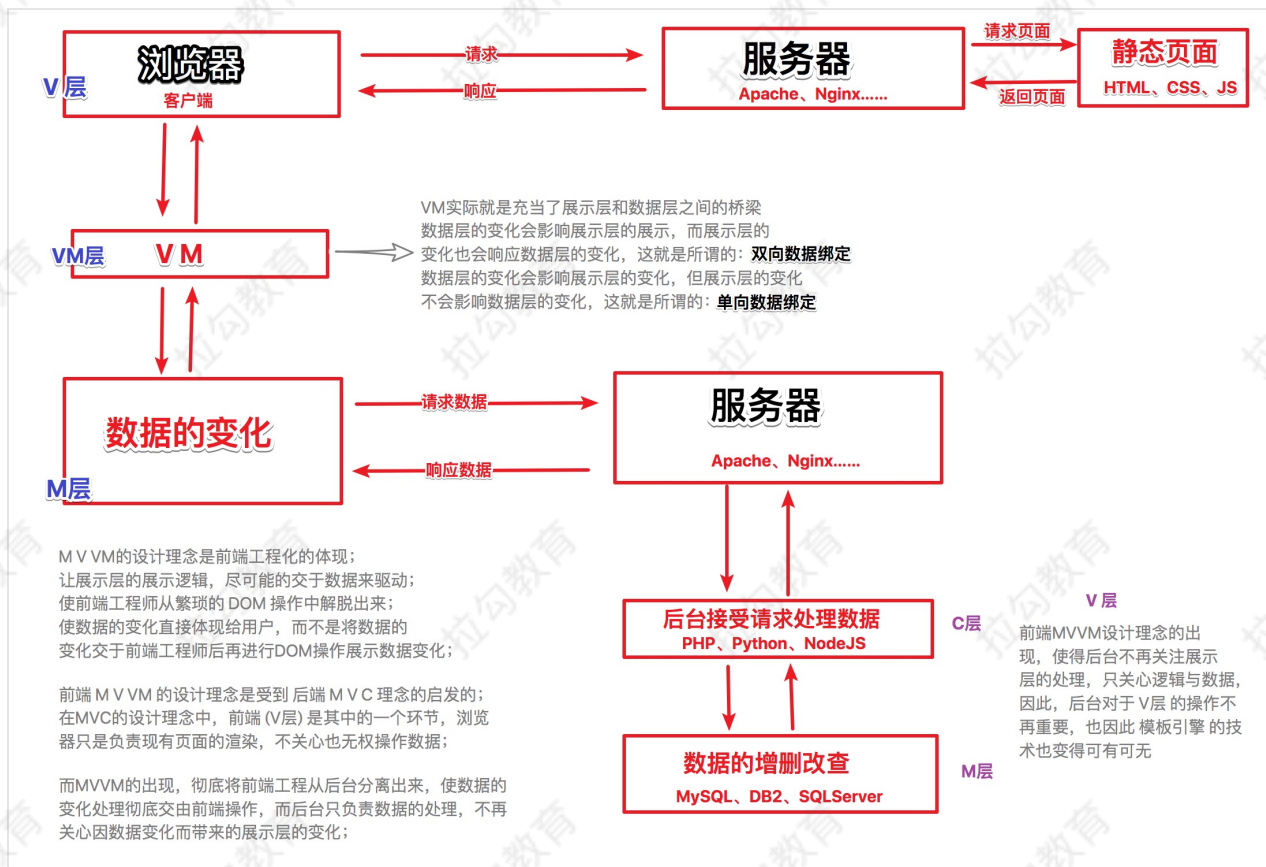 浏览器
客户端
V 层
请求
响应
服务器
Apache、Nginx......
请求页面
返回页面
静态页面
HTML、CSS、JS
VM层
V M
VM实际就是充当了展示层和数据层之间的桥梁
数据层的变化会影响展示层的展示，而展示层的
变化也会响应数据层的变化，这就是所谓的：双向数据绑定
数据层的变化会影响展示层的变化，但展示层的变化
不会影响数据层的变化，这就是所谓的：单向数据绑定
数据的变化
M层
请求数据
响应数据
服务器
Apache、Nginx......
后台接受请求处理数据
PHP、Python、NodeJS
C层
数据的增删改查
MySQL、DB2、SQLServer
M层
V 层
前端MVVM设计理念的出
现，使得后台不再关注展示
层的处理，只关心逻辑与数据，
因此，后台对于 V层 的操作不
再重要，也因此 模板引擎 的技
术也变得可有可无
M V VM的设计理念是前端工程化的体现；
让展示层的展示逻辑，尽可能的交于数据来驱动；
使前端工程师从繁琐的 DOM 操作中解脱出来；
使数据的变化直接体现给用户，而不是将数据的
变化交于前端工程师后再进行DOM操作展示数据变化；
前端 M V VM 的设计理念是受到 后端 M V C 理念的启发的；
在MVC的设计理念中，前端 (V层) 是其中的一个环节，浏览
器只是负责现有页面的渲染，不关心也无权操作数据；
而MVVM的出现，彻底将前端工程从后台分离出来，使数据的
变化处理彻底交由前端操作，而后台只负责数据的处理，不再
关心因数据变化而带来的展示层的变化；
拉勾教育